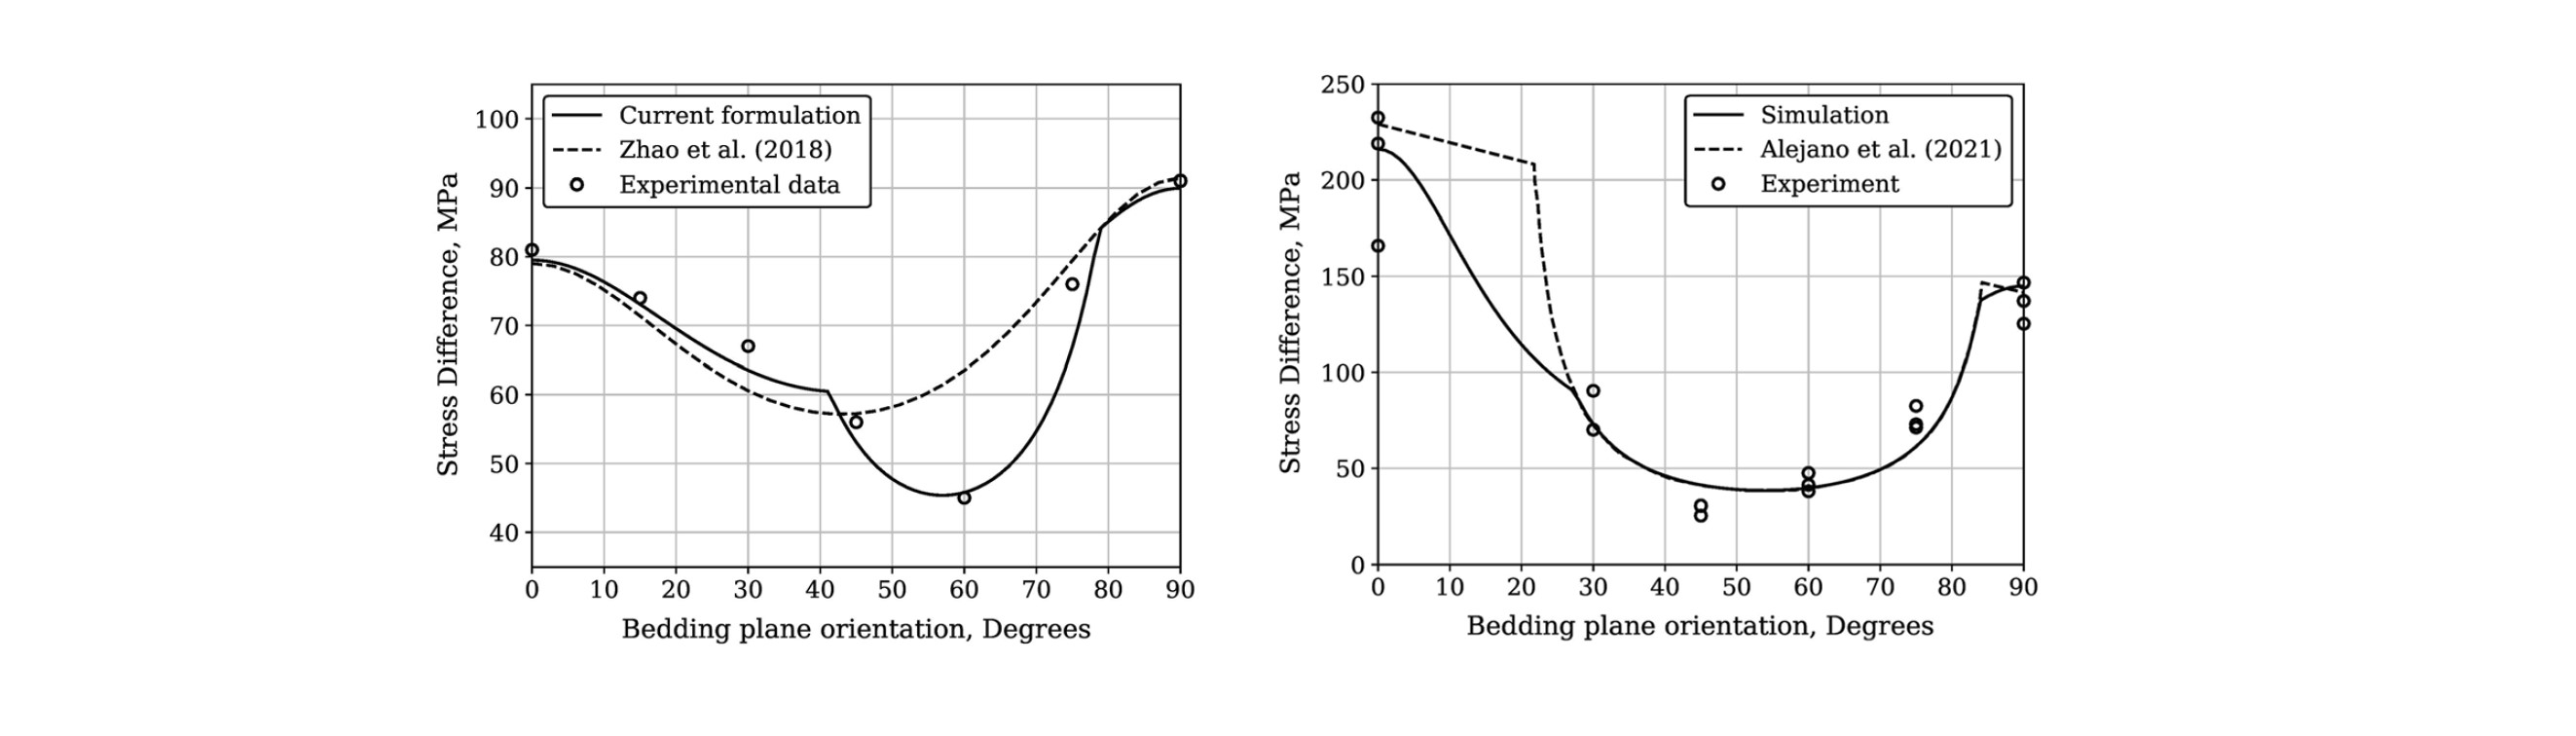 Current formulation
Zhao et al. (2018)
Experimental data
Stress Difference, MPa
100
90
80
70
60
50
40
0 10 20 30 40 50 60 70 80 90
Bedding plane orientation, Degrees
Simulation
Alejano et al. (2021)
Experiment
Stress Difference, MPa
250
200
150
100
50
0
0 10 20 30 40 50 60 70 80 90
Bedding plane orientation, Degrees